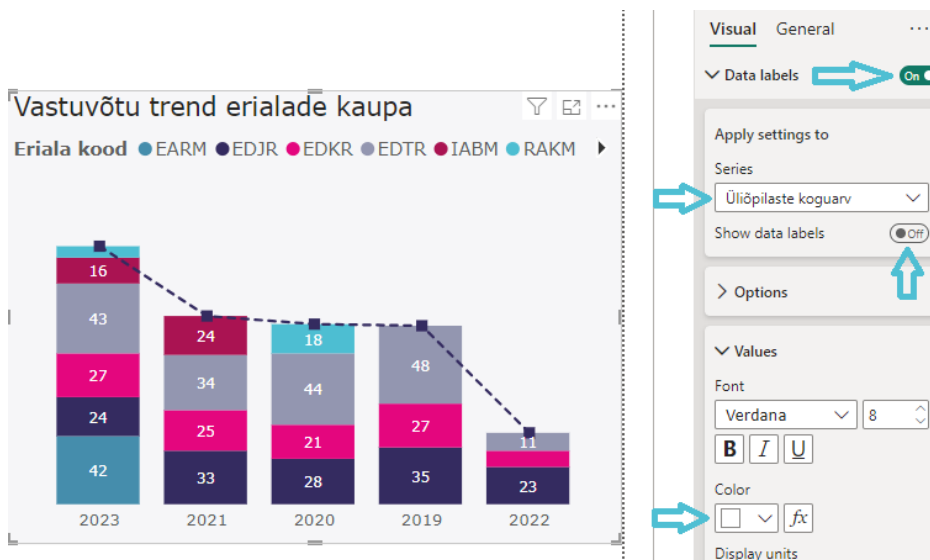 Vastuvõtu trend erialade kaupa
Eriala kood EARM EDJR EDKR EDTR IABM RAKM
16
43
27
24
42
24
34
25
33
18
44
21
28
48
27
35
11
23
2023 2021 2020 2019 2022
Visual General
Data labels On
Apply settings to
Series
Üliõpilaste koguarv
Show data labels Off
Options
Values
Font
Verdana 8
B I U
Color
fx
Display units